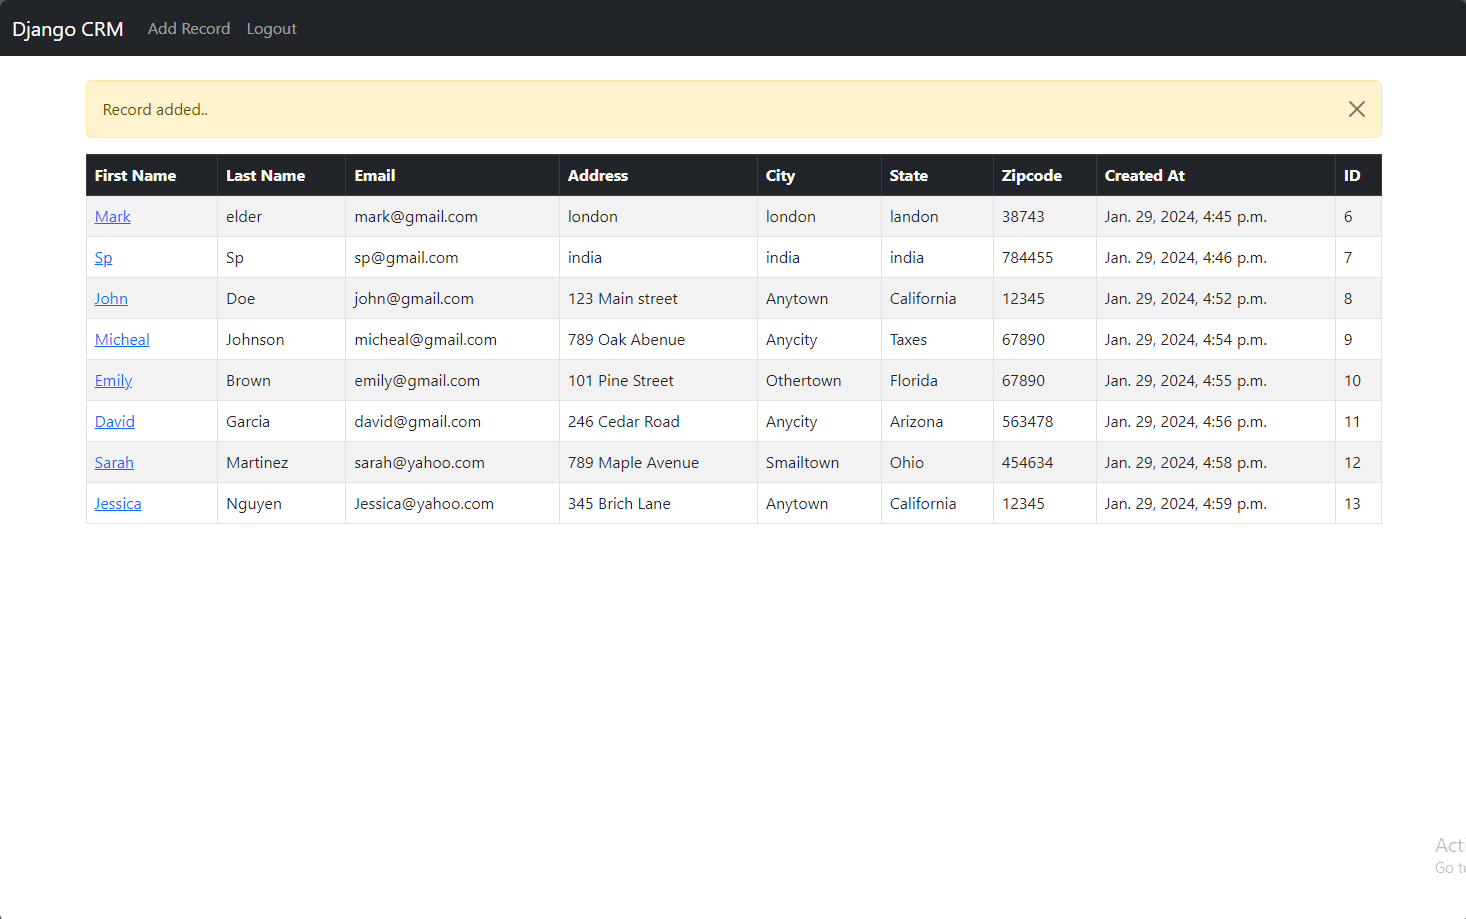 Django CRM Add Record Logout
Record added..
First Name Last Name Email Address City State Zipcode Created At ID
Mark elder mark@gmail.com london london landon 38743 Jan. 29, 2024, 4:45 p.m. 6
Sp Sp sp@gmail.com india india india 784455 Jan. 29, 2024, 4:46 p.m. 7
John Doe john@gmail.com 123 Main street Anytown California 12345 Jan. 29, 2024, 4:52 p.m. 8
Micheal Johnson micheal@gmail.com 789 Oak Abenue Anycity Taxes 67890 Jan. 29, 2024, 4:54 p.m. 9
Emily Brown emily@gmail.com 101 Pine Street Othertown Florida 67890 Jan. 29, 2024, 4:55 p.m. 10
David Garcia david@gmail.com 246 Cedar Road Anycity Arizona 563478 Jan. 29, 2024, 4:56 p.m. 11
Sarah Martinez sarah@yahoo.com 789 Maple Avenue Smailtown Ohio 454634 Jan. 29, 2024, 4:58 p.m. 12
Jessica Nguyen Jessica@yahoo.com 345 Brich Lane Anytown California 12345 Jan. 29, 2024, 4:59 p.m. 13
Go